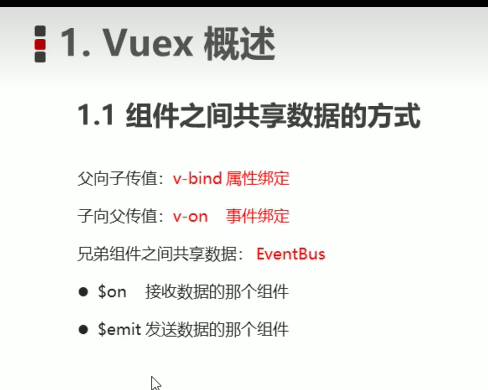 1. Vuex 概述
1.1 组件之间共享数据的方式
父向子传值：v-bind 属性绑定
子向父传值：v-on 事件绑定
兄弟组件之间共享数据： EventBus
● $on 接收数据的那个组件
● $emit 发送数据的那个组件